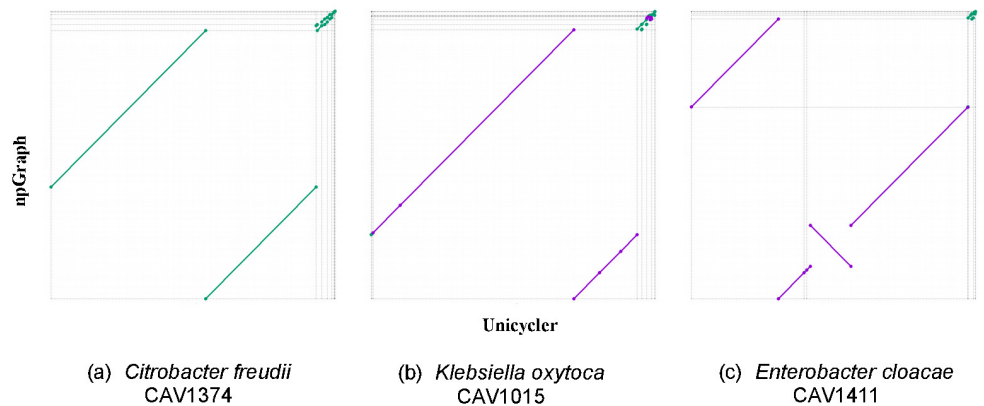 npGraph
Unicycler
(a) Citrobacter freudii (b) Klebsiella oxytoca (c) Enterobacter cloacae
CAV1374 CAV1015 CAV1411